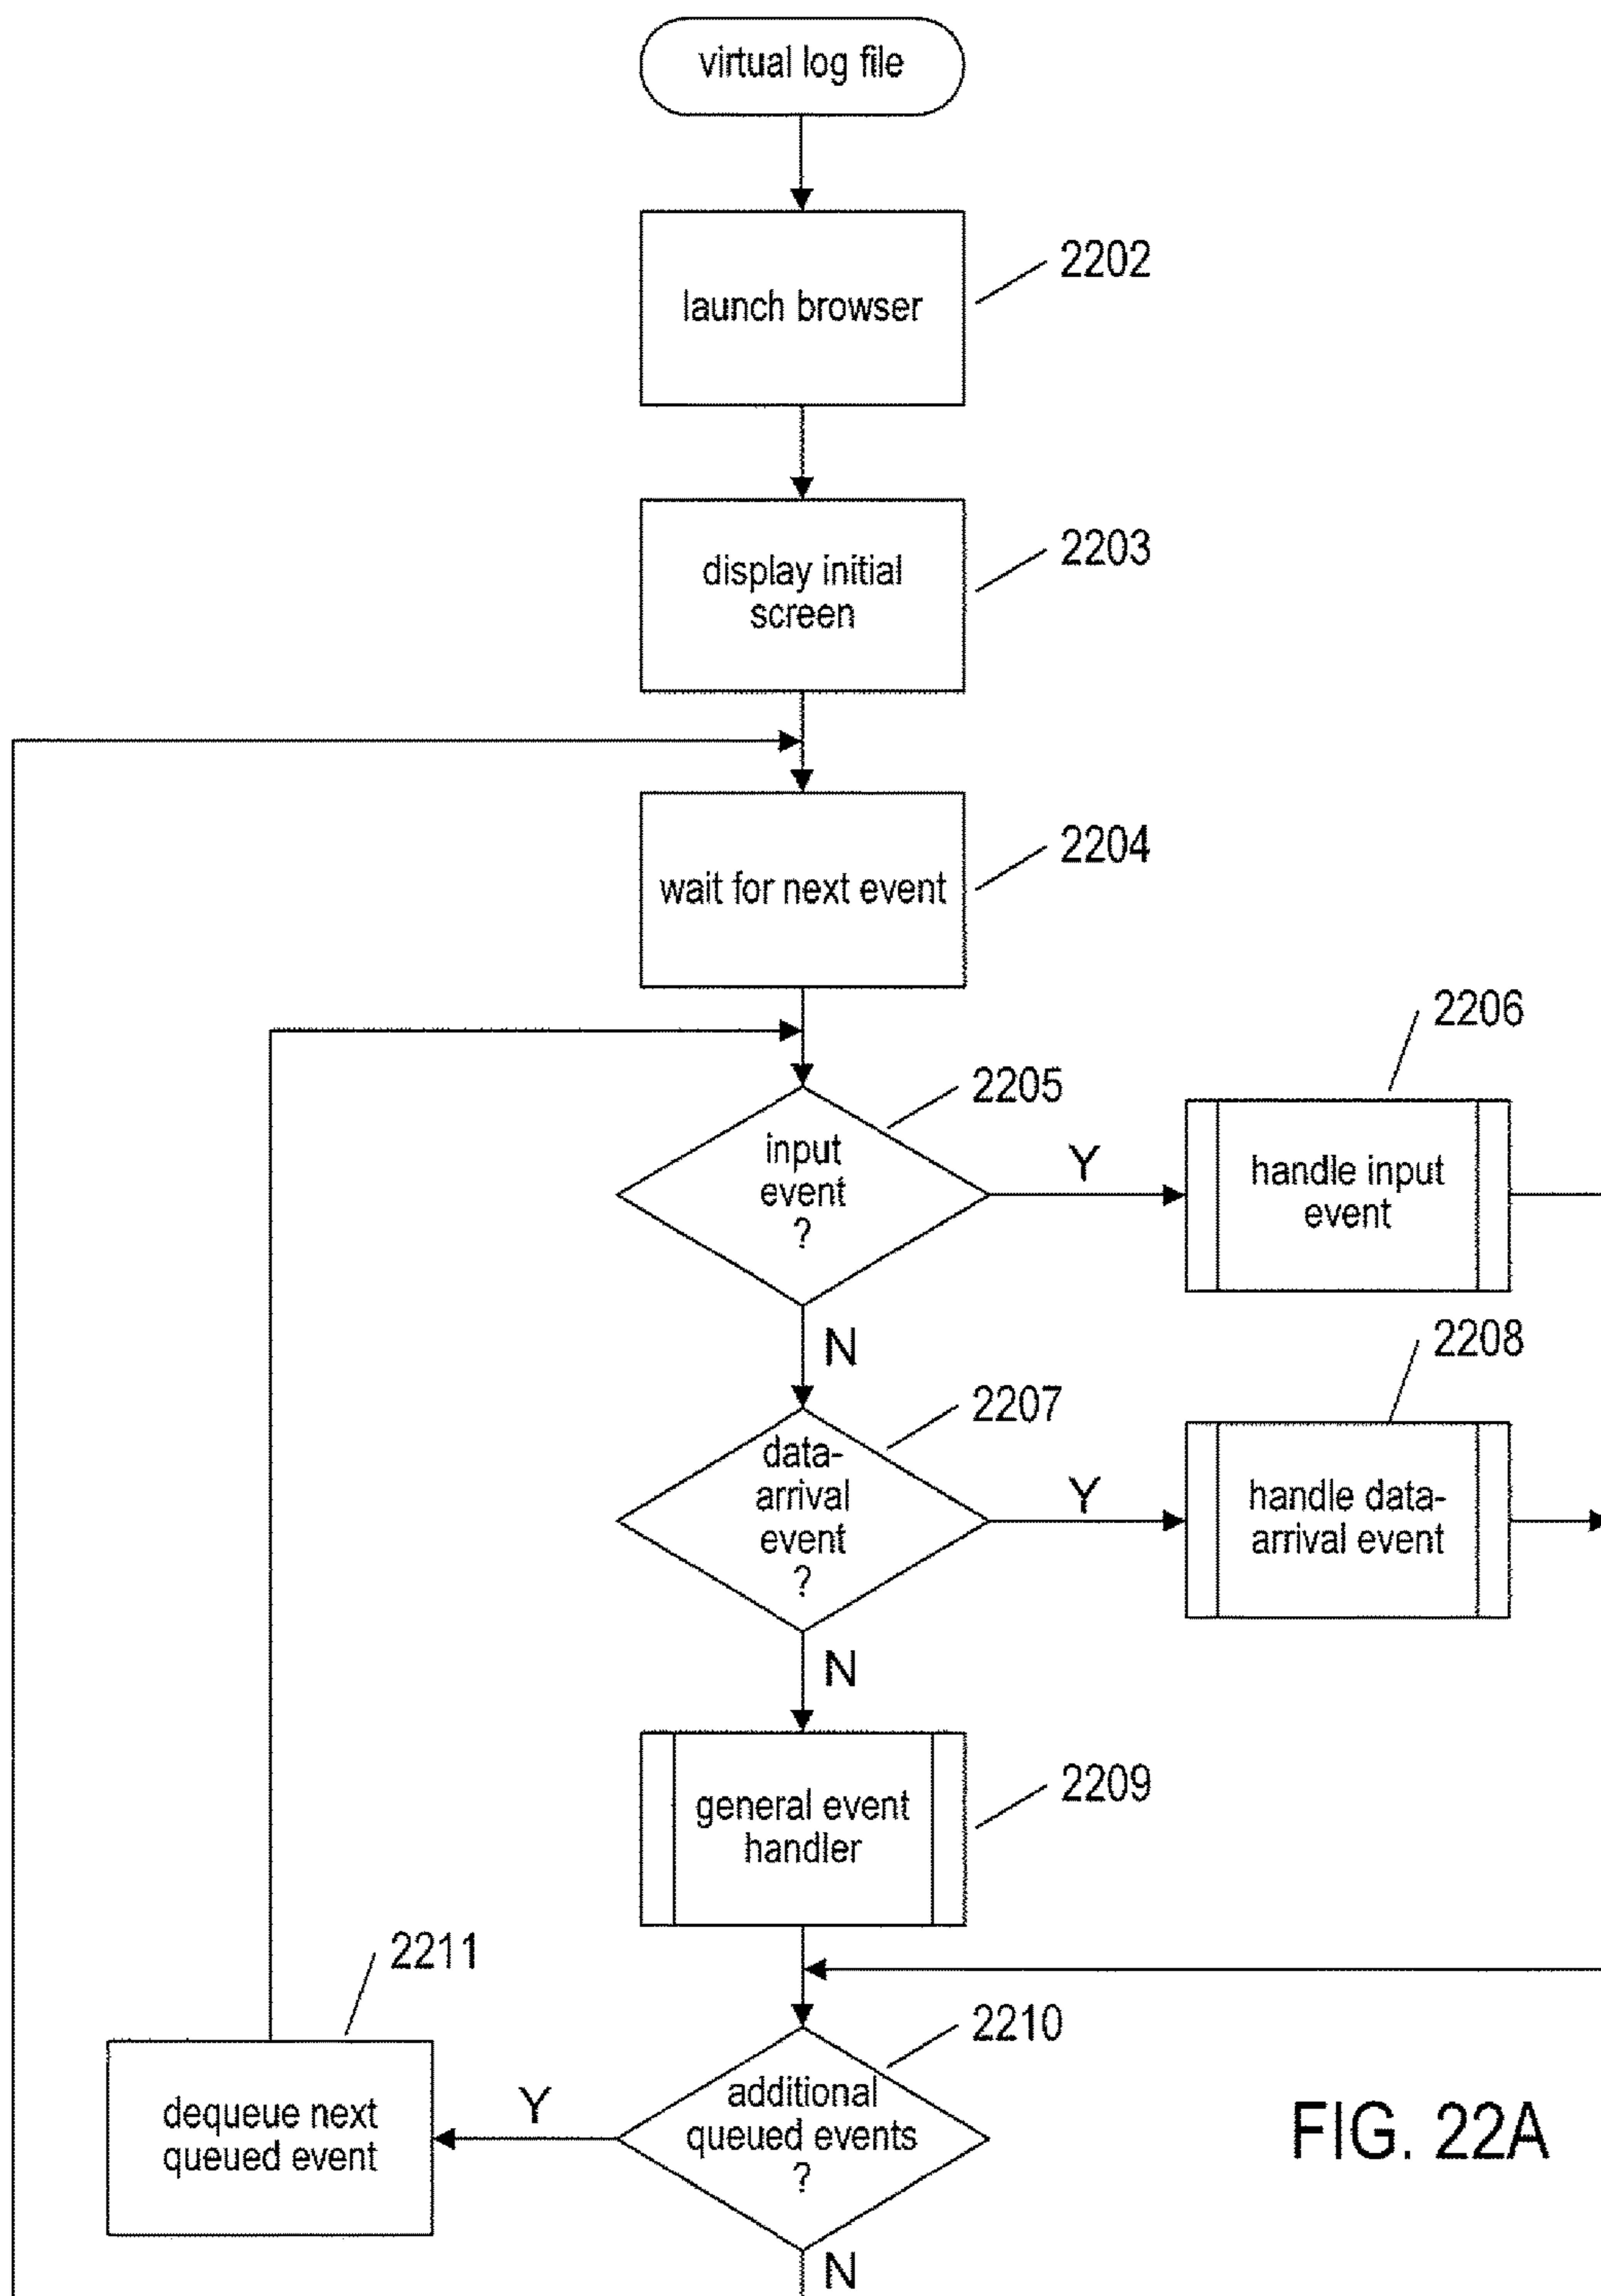 virtual log file
launch browser
2202
display initial
screen
2203
wait for next event
2204
input
event
?
2205
Y
handle input
event
2206
N
data-
arrival
event
?
2207
Y
handle data-
arrival event
2208
N
general event
handler
2209
additional
queued events
?
2210
Y
dequeue next
queued event
2211
N
FIG. 22A